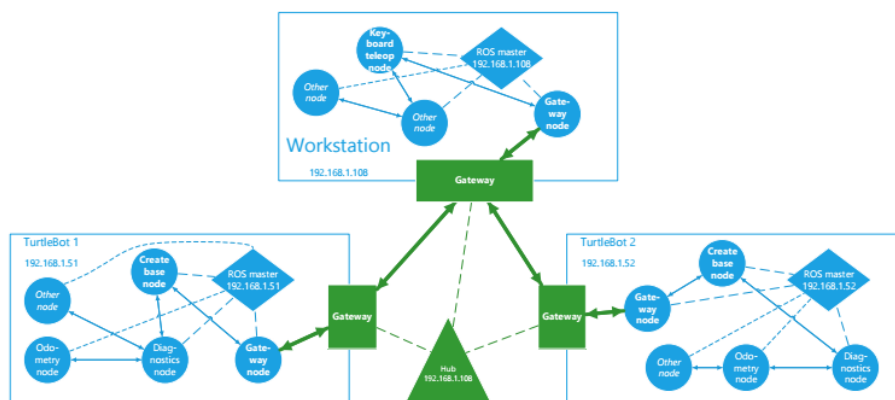 Key-
board
teleop
node
ROS master
192.168.1.108
Other
node
Other
node
Gate-
way
node
Workstation
192.168.1.108
Gateway
TurtleBot 1
192.168.1.51
Create
base
node
ROS master
192.168.1.51
Other
node
Odo-
metry
node
Diag-
nostics
node
Gate-
way
node
Gateway
Hub
192.168.1.108
Gateway
TurtleBot 2
192.168.1.52
Create
base
node
ROS master
192.168.1.52
Gate-
way
node
Other
node
Odo-
metry
node
Diag-
nostics
node